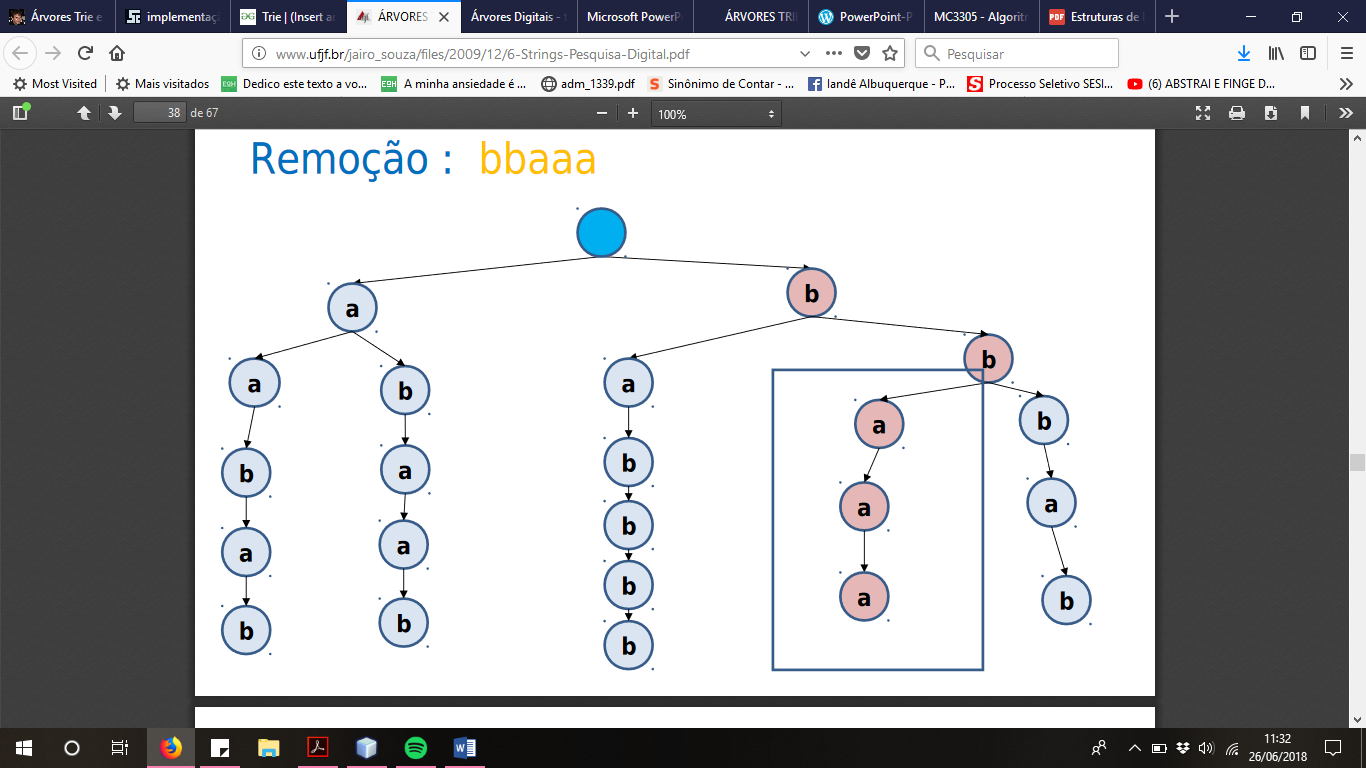 Árvores Trie e
implementaç
Trie | (Insert ar
ÁRVORES
Árvores Digitais - 
Microsoft PowerP
ÁRVORES TRI
PowerPoint-P
MC3305 - Algorit
Estruturas de
www.ufjf.br/jairo_souza/files/2009/12/6-Strings-Pesquisa-Digital.pdf
Pesquisar
Most Visited
Mais visitados
Dedico este texto a vo...
A minha ansiedade é ...
adm_1339.pdf
Sinônimo de Contar - ...
Iandê Albuquerque - P...
Processo Seletivo SESI...
(6) ABSTRAI E FINGE D...
38 de 67
100%
Remoção : bbaaa
a
b
b
a
b
a
a
b
b
a
b
a
b
a
a
a
b
b
b
a
b
b
b
a
b
11:32
26/06/2018